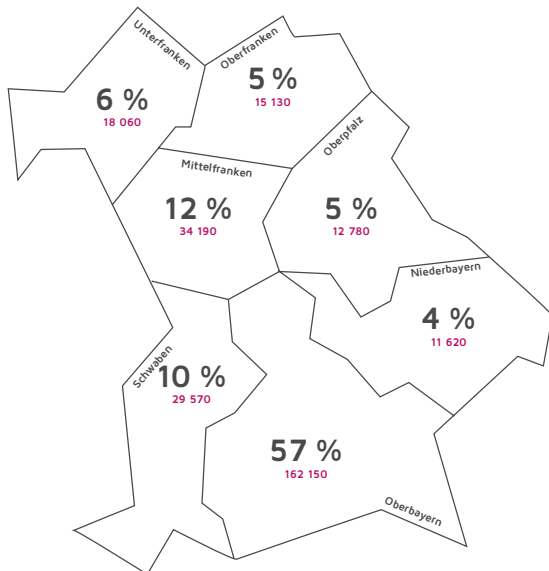 Unterfranken
6 %
18 060
Oberfranken
5 %
15 130
Mittelfranken
12 %
34 190
Oberpfalz
5 %
12 780
Niederbayern
4 %
11 620
Schwaben
10 %
29 570
57 %
162 150
Oberbayern